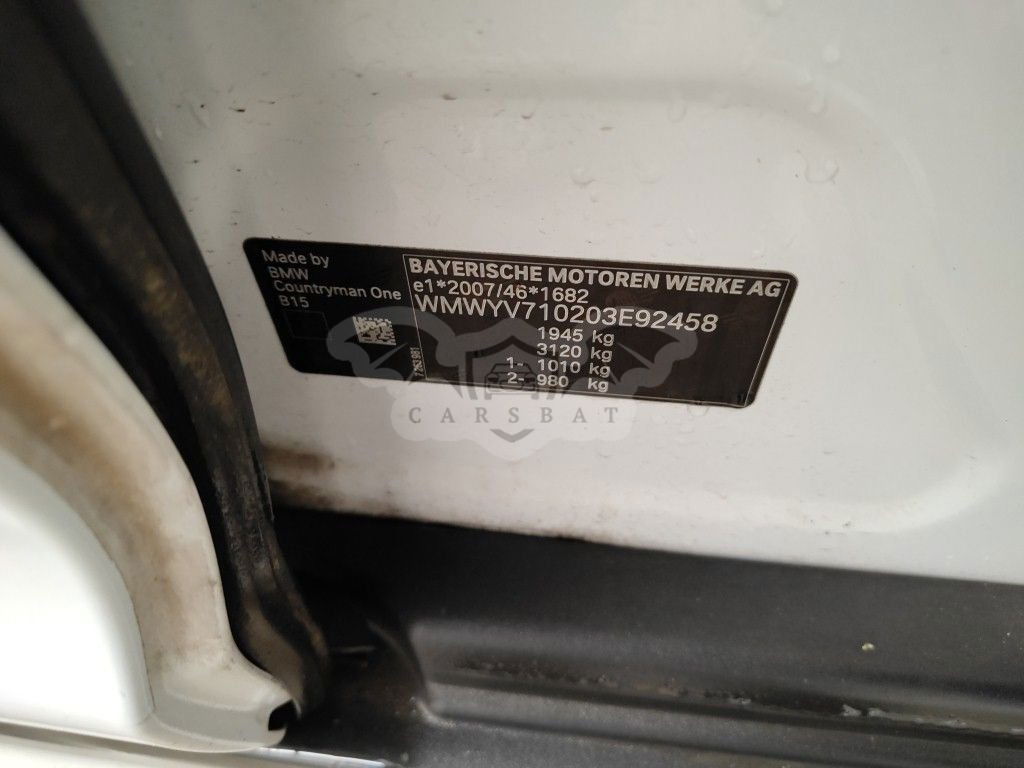 Made by
BMW
Countryman One
B15
BAYERISCHE MOTOREN WERKE AG
e1*2007/46*1682
WMWYV710203E92458
1945 kg
3120 kg
1- 1010 kg
2- 980 kg
CARSBAT